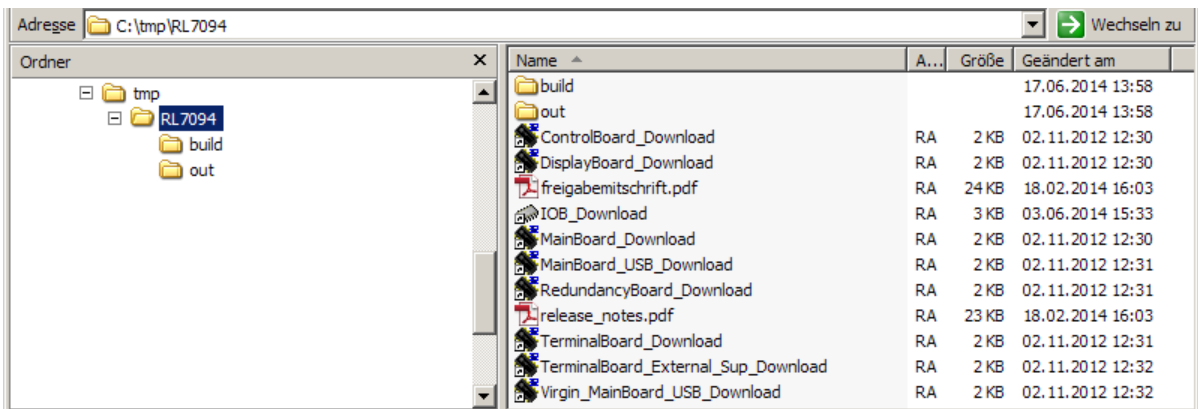 Adresse C:\tmp\RL7094 Wechseln zu
Ordner
tmp
RL7094
build
out
Name A... Größe Geändert am
build 17.06.2014 13:58
out 17.06.2014 13:58
ControlBoard_Download RA 2 KB 02.11.2012 12:30
DisplayBoard_Download RA 2 KB 02.11.2012 12:30
freigabemitschrift.pdf RA 24 KB 18.02.2014 16:03
IOB_Download RA 3 KB 03.06.2014 15:33
MainBoard_Download RA 2 KB 02.11.2012 12:30
MainBoard_USB_Download RA 2 KB 02.11.2012 12:31
RedundancyBoard_Download RA 2 KB 02.11.2012 12:31
release_notes.pdf RA 23 KB 18.02.2014 16:03
TerminalBoard_Download RA 2 KB 02.11.2012 12:31
TerminalBoard_External_Sup_Download RA 2 KB 02.11.2012 12:32
Virgin_MainBoard_USB_Download RA 2 KB 02.11.2012 12:32